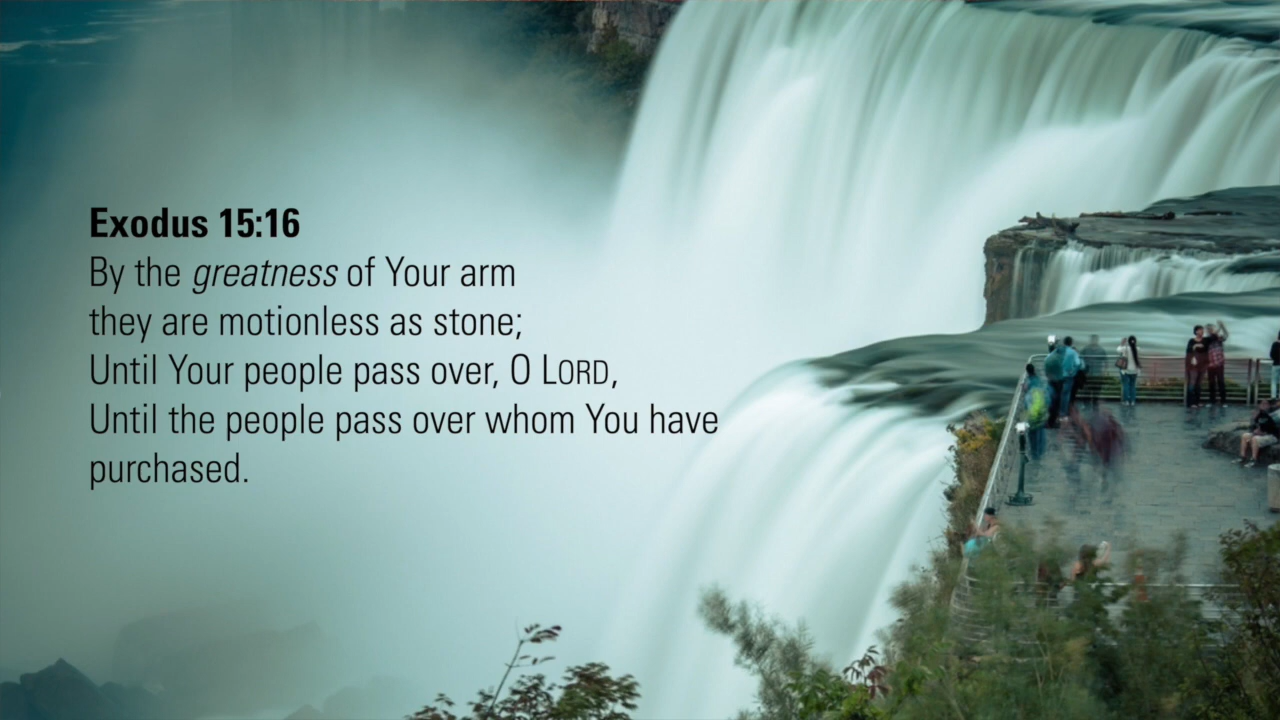 Exodus 15:16
By the greatness of Your arm
they are motionless as stone;
Until Your people pass over, O LORD,
Until the people pass over whom You have
purchased.